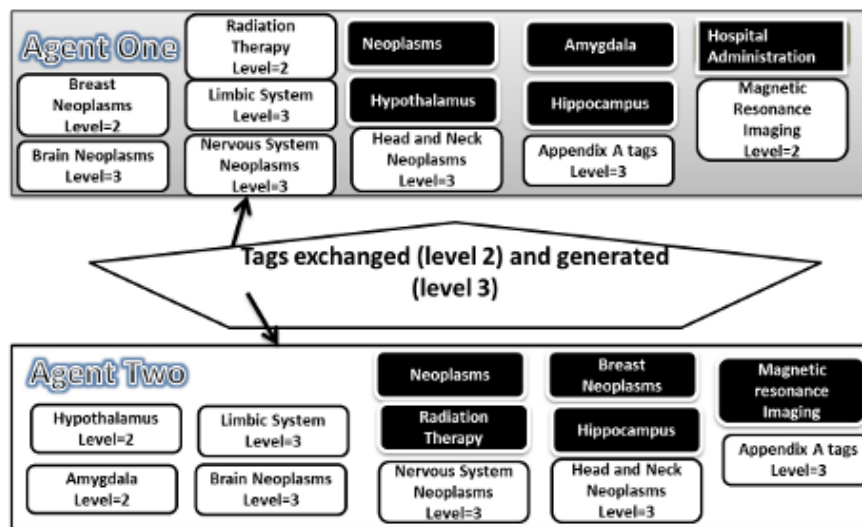 Agent One
Radiation
Therapy
Level=2
Neoplasms
Amygdala
Hospital
Administration
Breast
Neoplasms
Level=2
Limbic System
Level=3
Hypothalamus
Hippocampus
Magnetic
Resonance
Imaging
Level=2
Brain Neoplasms
Level=3
Nervous System
Neoplasms
Level=3
Head and Neck
Neoplasms
Level=3
Appendix A tags
Level=3
Tags exchanged (level 2) and generated
(level 3)
Agent Two
Neoplasms
Breast
Neoplasms
Magnetic
resonance
Imaging
Hypothalamus
Level=2
Limbic System
Level=3
Radiation
Therapy
Hippocampus
Appendix A tags
Level=3
Amygdala
Level=2
Brain Neoplasms
Level=3
Nervous System
Neoplasms
Level=3
Head and Neck
Neoplasms
Level=3